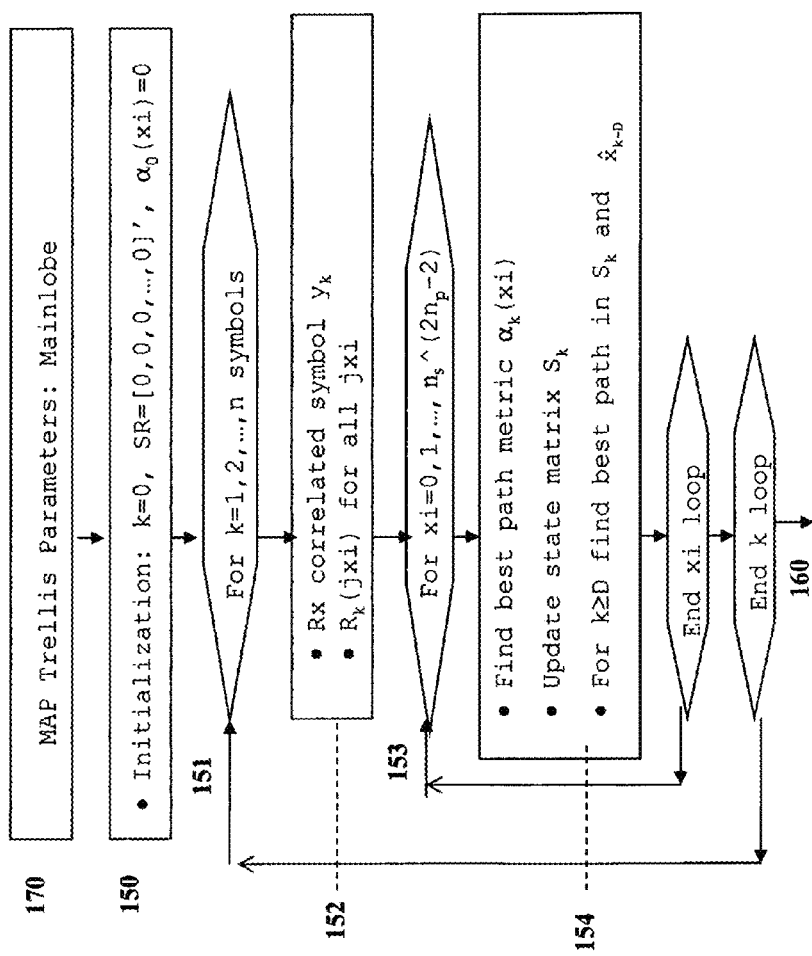 170
MAP Trellis Parameters: Mainlobe
150
• Initialization: k=0, SR=[0,0,0,…,0]', α₀(xi)=0
151
For k=1,2,…,n symbols
152
• Rx correlated symbol yₖ
• Rₖ(jxi) for all jxi
153
For xi=0,1,…, nₛ^(2nₚ-2)
154
• Find best path metric αₖ(xi)
• Update state matrix Sₖ
• For k≥D find best path in Sₖ and x̂ₖ₋D
End xi loop
End k loop
160